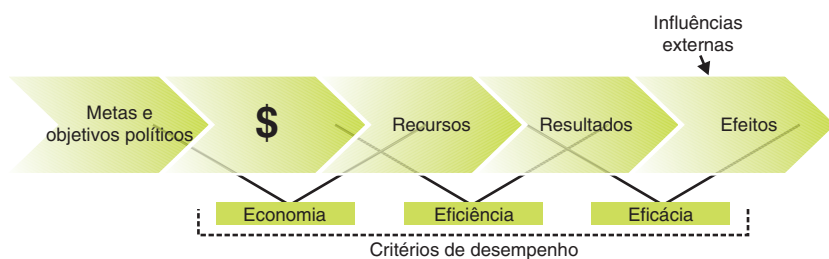 Influências
externas
Metas e
objetivos políticos
$
Recursos
Resultados
Efeitos
Economia
Eficiência
Eficácia
Critérios de desempenho